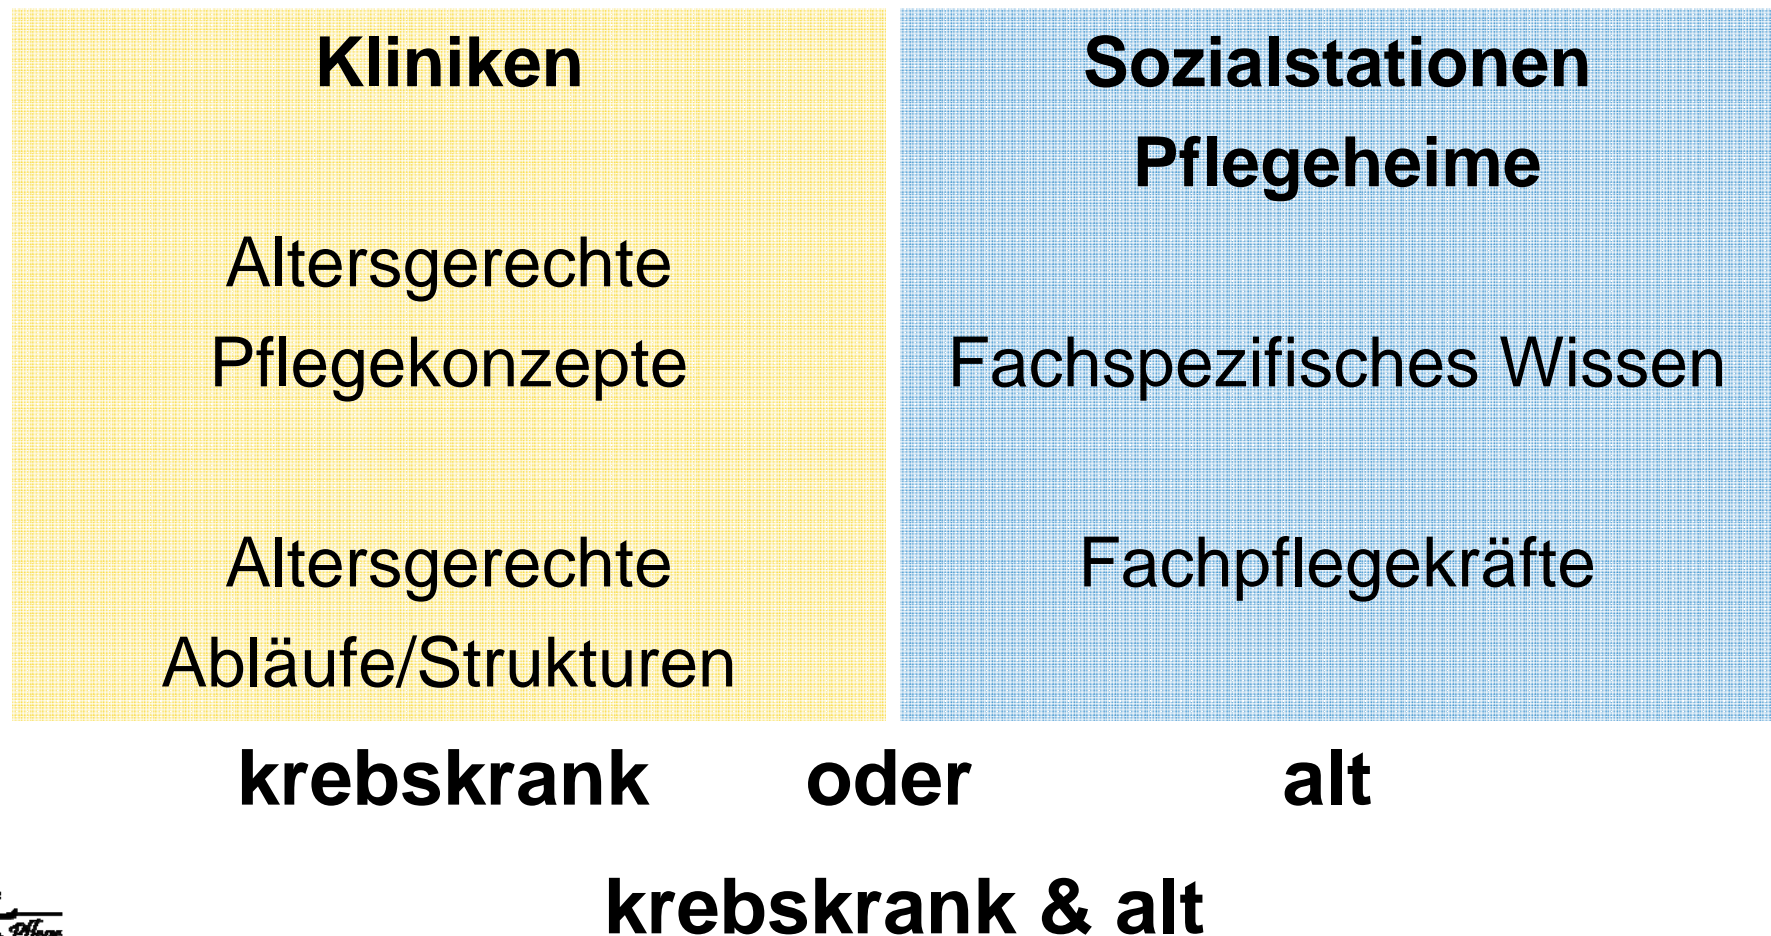 Kliniken
Altersgerechte
Pflegekonzepte
Altersgerechte
Abläufe/Strukturen
Sozialstationen
Pflegeheime
Fachspezifisches Wissen
Fachpflegekräfte
krebskrank oder alt
krebskrank & alt